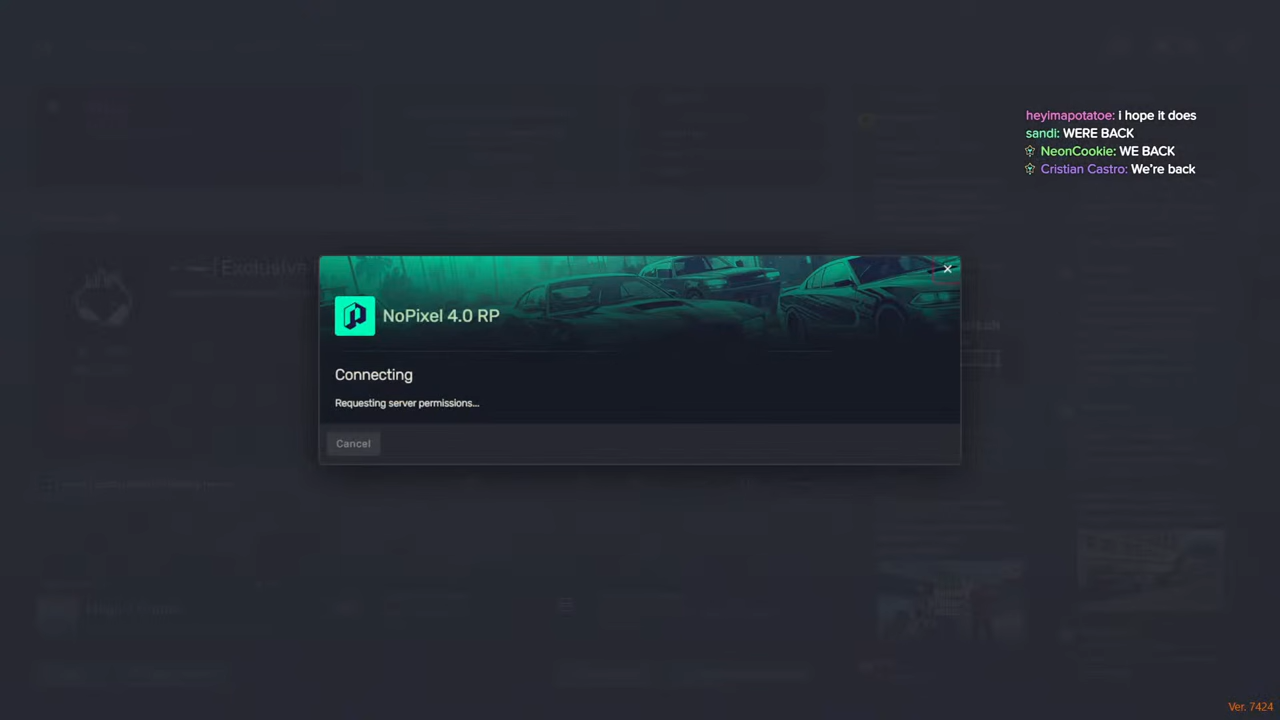 heyimapotatoe: i hope it does
sandi: WERE BACK
NeonCookie: WE BACK
Cristian Castro: We're back
[Exclusive
NoPixel 4.0 RP
Connecting
Requesting server permissions...
Cancel
Ver. 7424